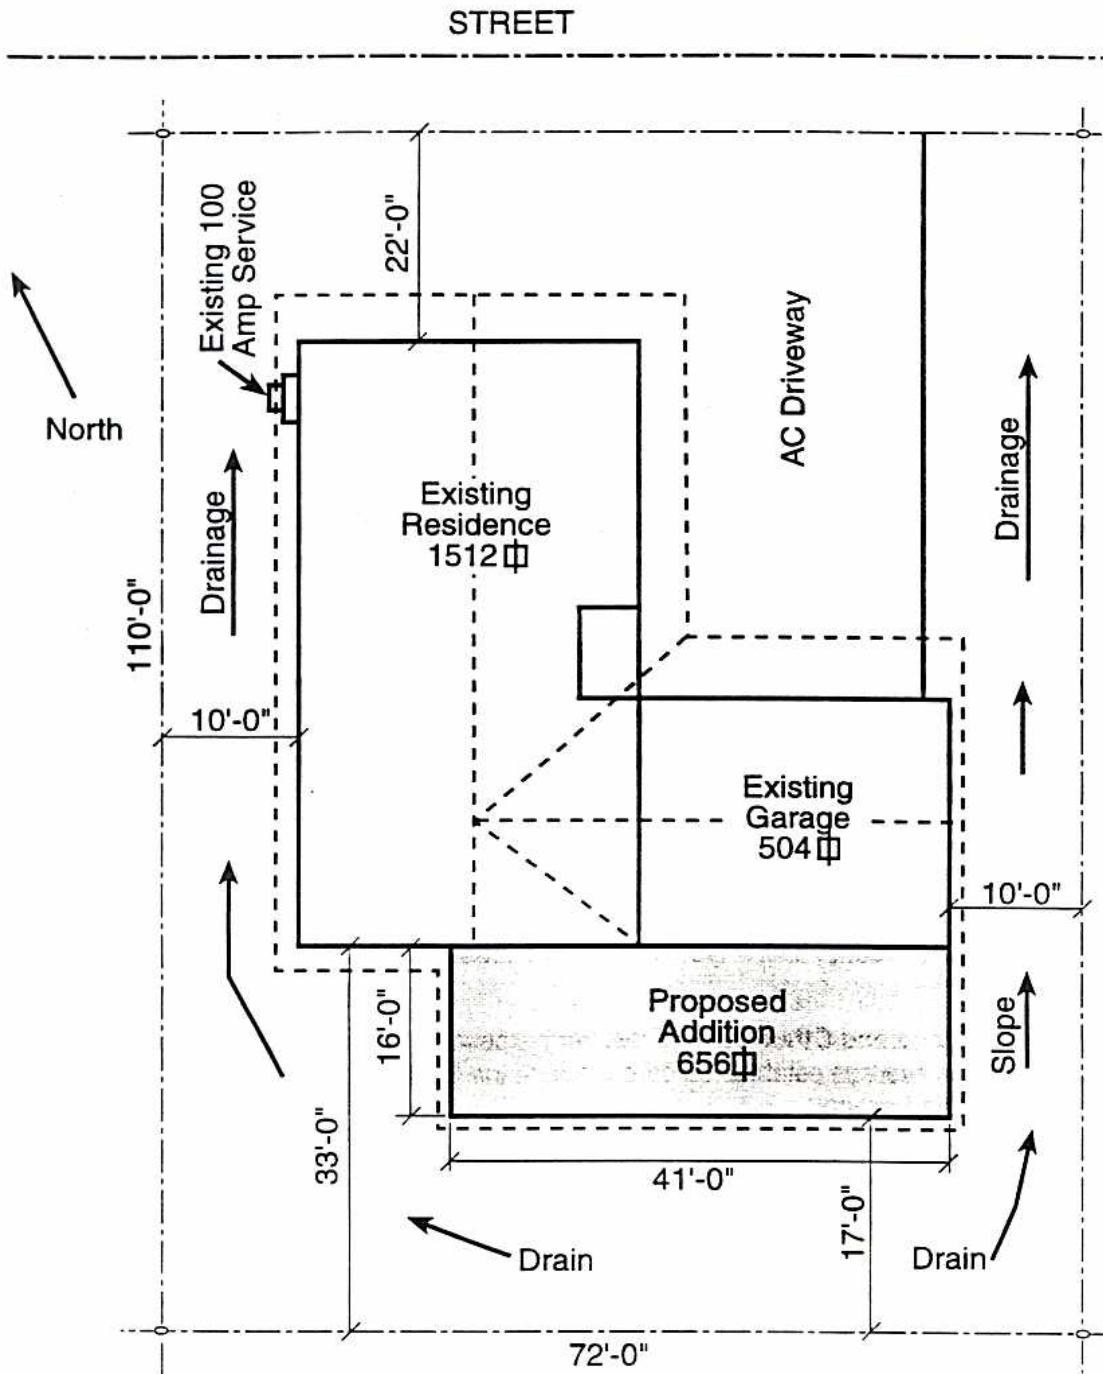 STREET
Existing 100
Amp Service
22'-0"
North
AC Driveway
Drainage
Drainage
Existing
Residence
1512
110'-0"
10'-0"
Existing
Garage
504
10'-0"
Proposed
Addition
656
16'-0"
Slope
33'-0"
41'-0"
17'-0"
Drain
Drain
72'-0"